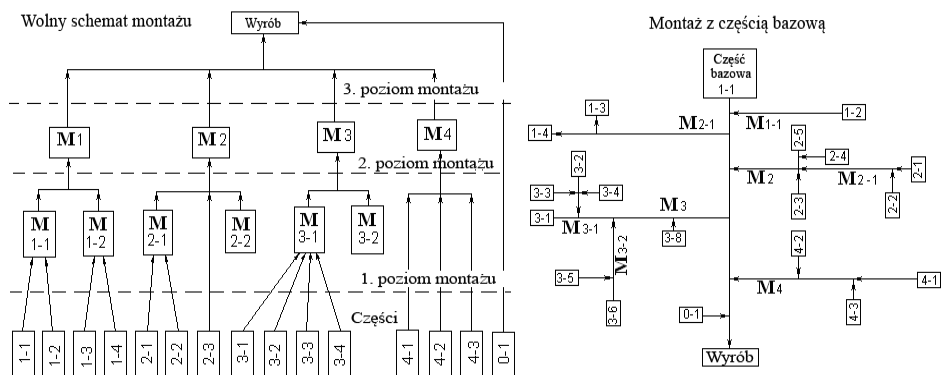 Wolny schemat montażu
Wyrób
3. poziom montażu
M1
M2
M3
M4
2. poziom montażu
M 1-1
M 1-2
M 2-1
M 2-2
M 3-1
M 3-2
1. poziom montażu
Części
1-1
1-2
1-3
1-4
2-1
2-2
2-3
3-1
3-2
3-3
3-4
4-1
4-2
4-3
0-1
Montaż z częścią bazową
Część
bazowa
1-1
1-3
1-2
M1-1
1-4
M2-1
2-5
2-4
2-1
M2
M2-1
2-3
2-2
3-2
3-3
3-4
3-1
M3
M3-1
M3-2
3-8
3-5
3-6
4-2
4-1
M4
4-3
0-1
Wyrób